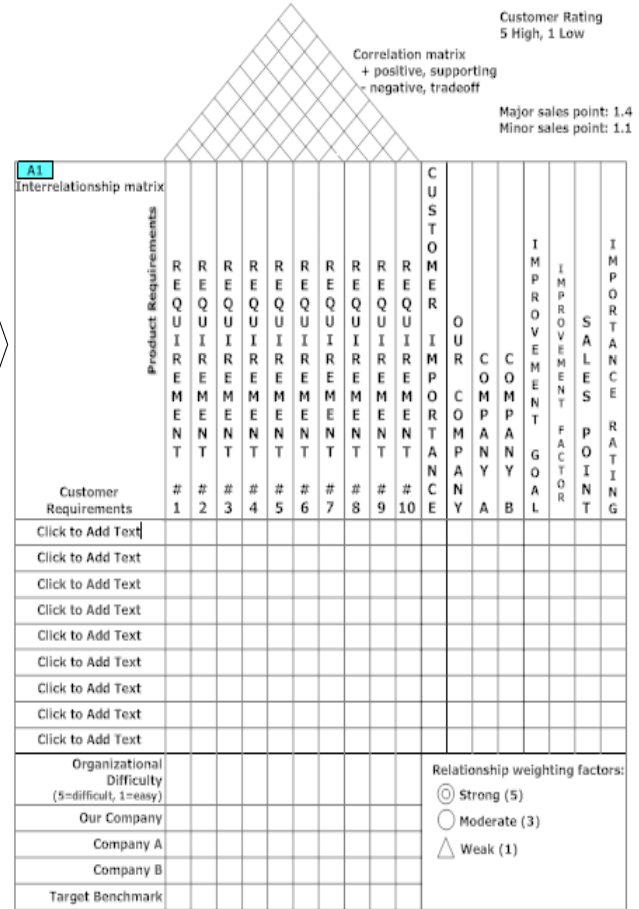 Customer Rating
5 High, 1 Low
Correlation matrix
+ positive, supporting
- negative, tradeoff
Major sales point: 1.4
Minor sales point: 1.1
A1
Interrelationship matrix
Product Requirements
Customer
Requirements
REQUIREMENT # 1
REQUIREMENT # 2
REQUIREMENT # 3
REQUIREMENT # 4
REQUIREMENT # 5
REQUIREMENT # 6
REQUIREMENT # 7
REQUIREMENT # 8
REQUIREMENT # 9
REQUIREMENT # 10
CUSTOMER IMPORTANCE
OUR COMPANY
COMPANY A
COMPANY B
IMPROVEMENT GOAL
IMPROVEMENT FACTOR
SALES POINT
IMPORTANCE RATING
Click to Add Text
Click to Add Text
Click to Add Text
Click to Add Text
Click to Add Text
Click to Add Text
Click to Add Text
Click to Add Text
Click to Add Text
Organizational
Difficulty
(5=difficult, 1=easy)
Our Company
Company A
Company B
Target Benchmark
Relationship weighting factors:
Strong (5)
Moderate (3)
Weak (1)